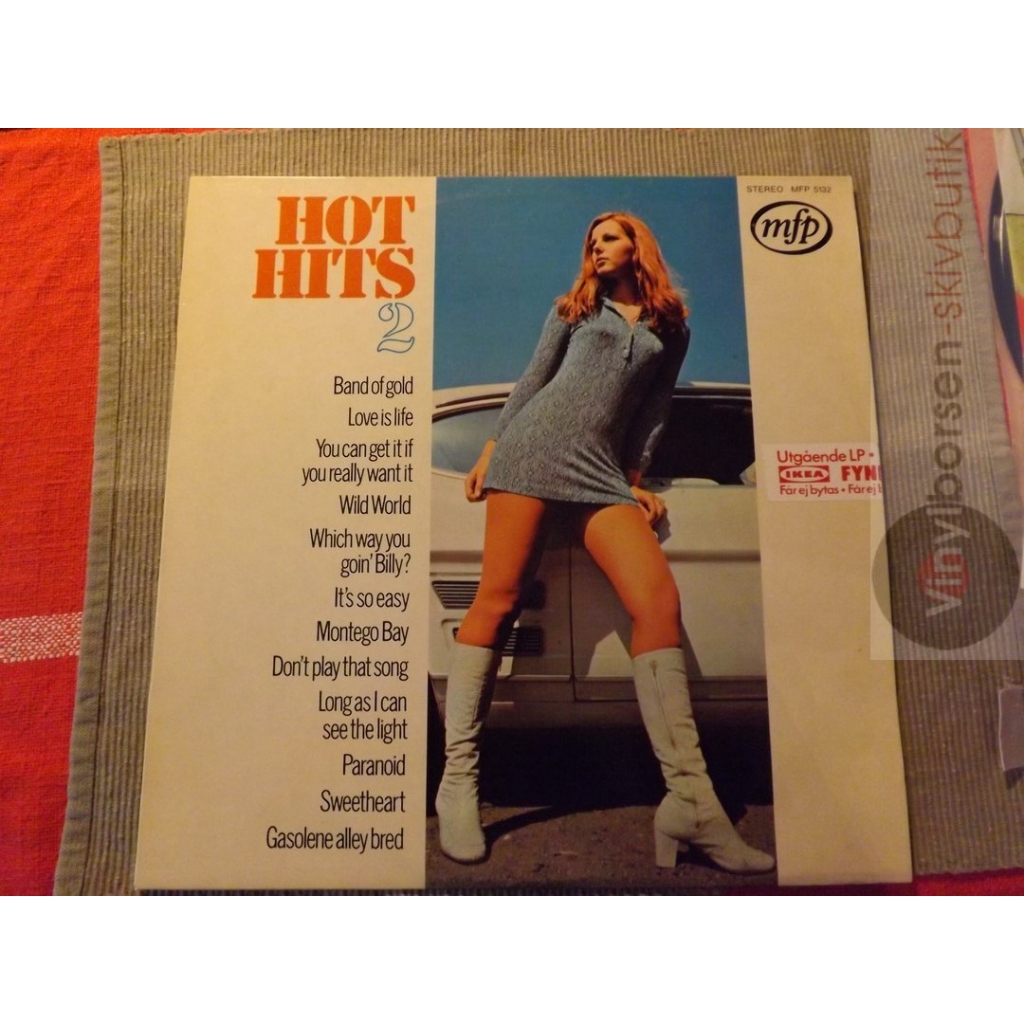 HOT
HITS
2
Band of gold
Love is life
You can get it if
you really want it
Wild World
Which way you
goin' Billy?
It's so easy
Montego Bay
Don't play that song
Long as I can
see the light
Paranoid
Sweetheart
Gasolene alley bred
STEREO MFP 5132
mfp
Utgående LP •
IKEA FYN
Får ej bytas • Får ej
vinylborsen-skivbutik
vinyl